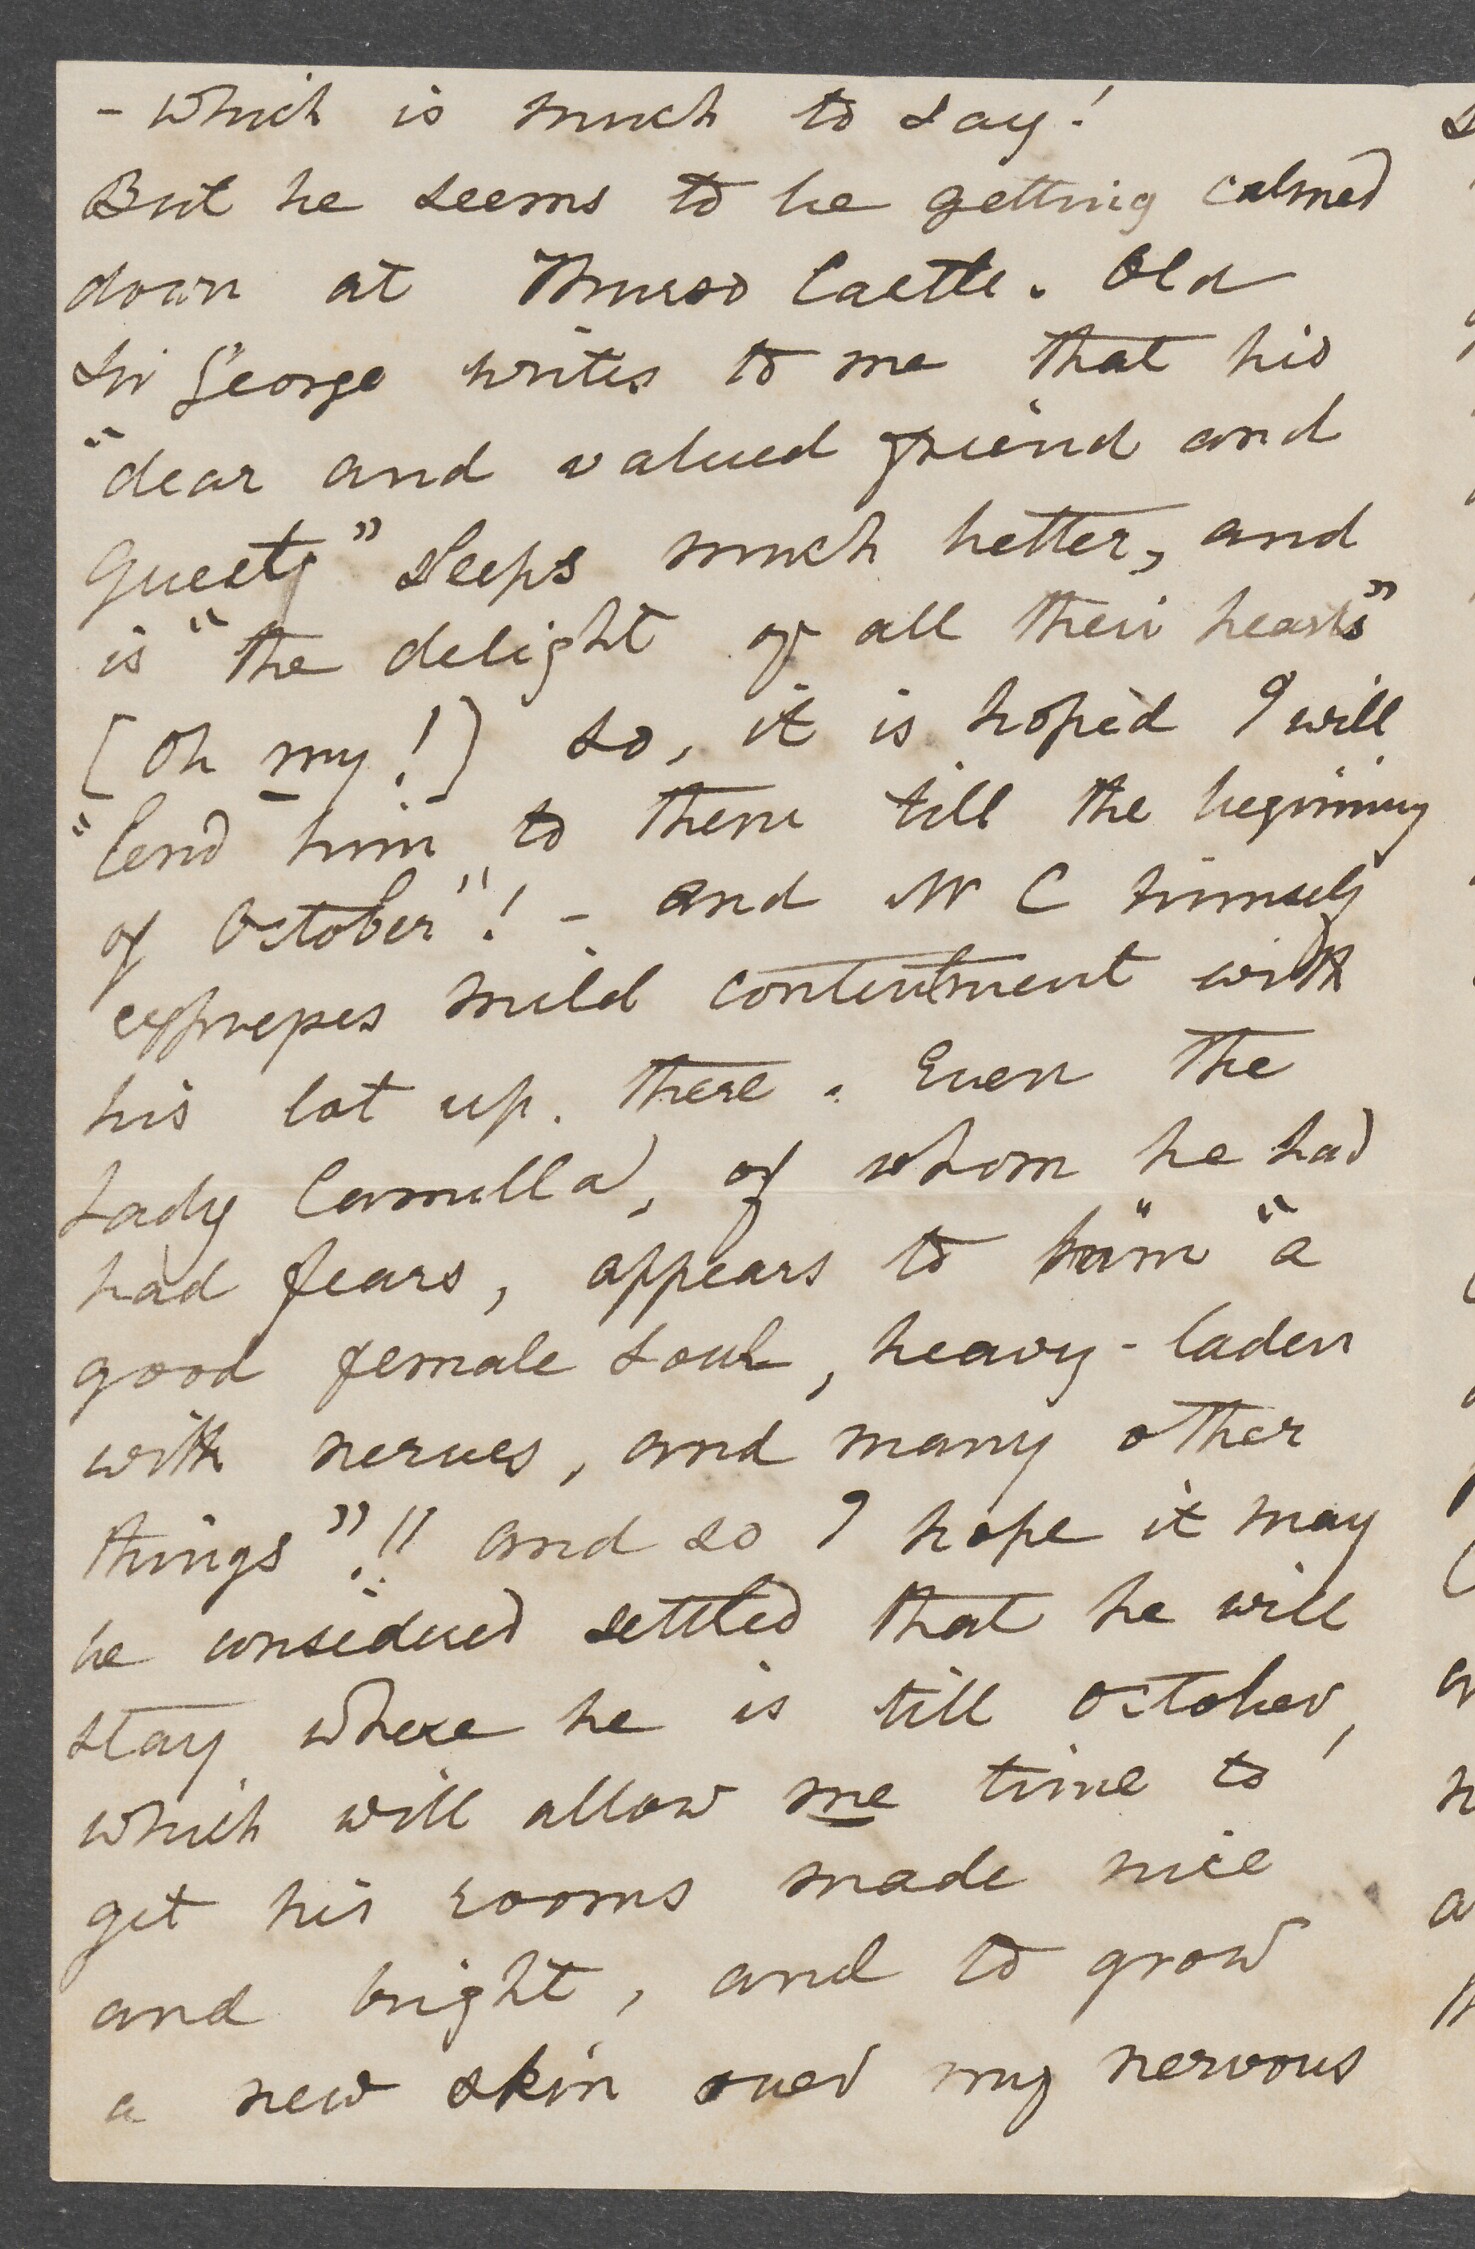 - which is much to say!
But he seems to be getting calmed
down at Thurso Castle. Old
Sir George writes to me that his
"dear and valued friend and
guest" sleeps much better, and
is "the delight of all their hearts"
[oh my!] So, it is hoped I will
"lend him to them till the beginning
of October"! - and Mr C himself
expresses mild contentment with
his lot up there. Even the
Lady Camilla, of whom he had
had fears, appears to him "a
good female soul, heavy-laden
with nerves, and many other
things"!! and so I hope it may
be considered settled that he will
stay where he is till October,
which will allow me time to
get his rooms made nice
and bright, and to grow
a new skin over my nervous